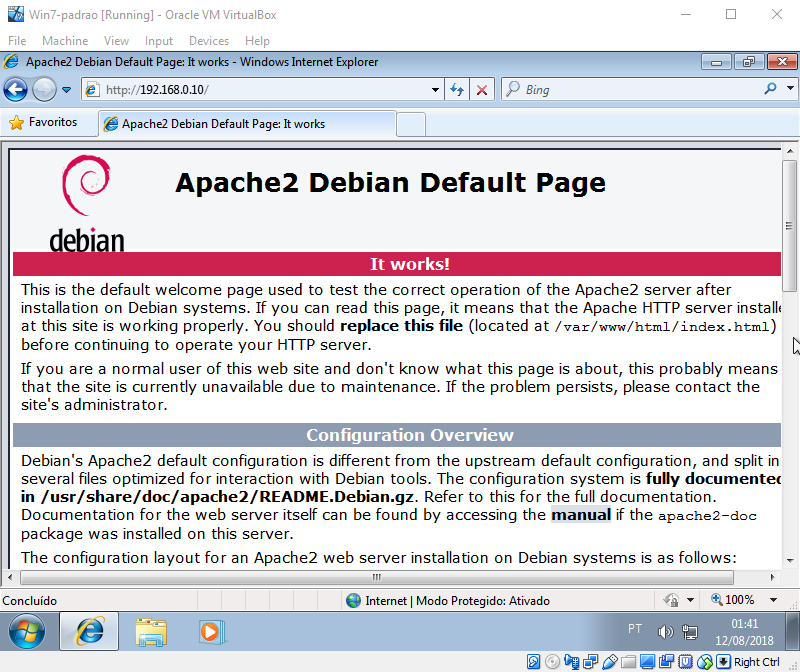 Win7-padrao [Running] - Oracle VM VirtualBox
File Machine View Input Devices Help
Apache2 Debian Default Page: It works - Windows Internet Explorer
http://192.168.0.10/
Bing
Favoritos
Apache2 Debian Default Page: It works
debian
Apache2 Debian Default Page
It works!
This is the default welcome page used to test the correct operation of the Apache2 server after
installation on Debian systems. If you can read this page, it means that the Apache HTTP server installe
at this site is working properly. You should replace this file (located at /var/www/html/index.html)
before continuing to operate your HTTP server.
If you are a normal user of this web site and don't know what this page is about, this probably means
that the site is currently unavailable due to maintenance. If the problem persists, please contact the
site's administrator.
Configuration Overview
Debian's Apache2 default configuration is different from the upstream default configuration, and split in
several files optimized for interaction with Debian tools. The configuration system is fully documented
in /usr/share/doc/apache2/README.Debian.gz. Refer to this for the full documentation.
Documentation for the web server itself can be found by accessing the manual if the apache2-doc
package was installed on this server.
The configuration layout for an Apache2 web server installation on Debian systems is as follows:
Concluído
Internet | Modo Protegido: Ativado
100%
PT
01:41
12/08/2018
Right Ctrl